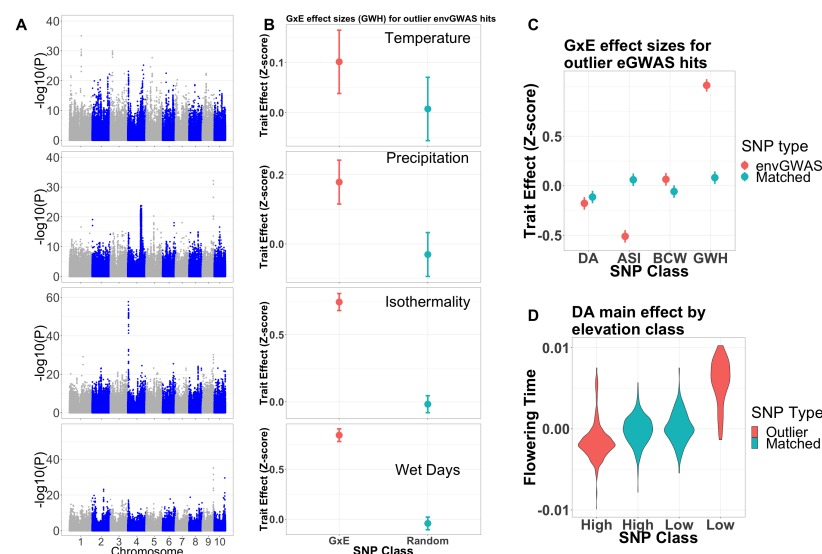 A
-log10(P)
40
30
20
10
0
-log10(P)
40
30
20
10
0
-log10(P)
60
40
20
0
-log10(P)
40
20
0
1 2 3 4 5 6 7 8 9 10
Chromosome
B
GxE effect sizes (GWH) for outlier envGWAS hits
Temperature
Trait Effect (Z-score)
0.1
0.0
Precipitation
Trait Effect (Z-score)
0.2
0.0
Isothermality
Trait Effect (Z-score)
0.5
0.0
Wet Days
Trait Effect (Z-score)
0.5
0.0
GxE Random
SNP Class
C
GxE effect sizes for
outlier eGWAS hits
Trait Effect (Z-score)
0.5
0.0
-0.5
DA ASI BCW GWH
SNP Class
SNP type
envGWAS
Matched
D
DA main effect by
elevation class
Flowering Time
0.01
0.00
-0.01
High High Low Low
SNP Class
SNP Type
Outlier
Matched